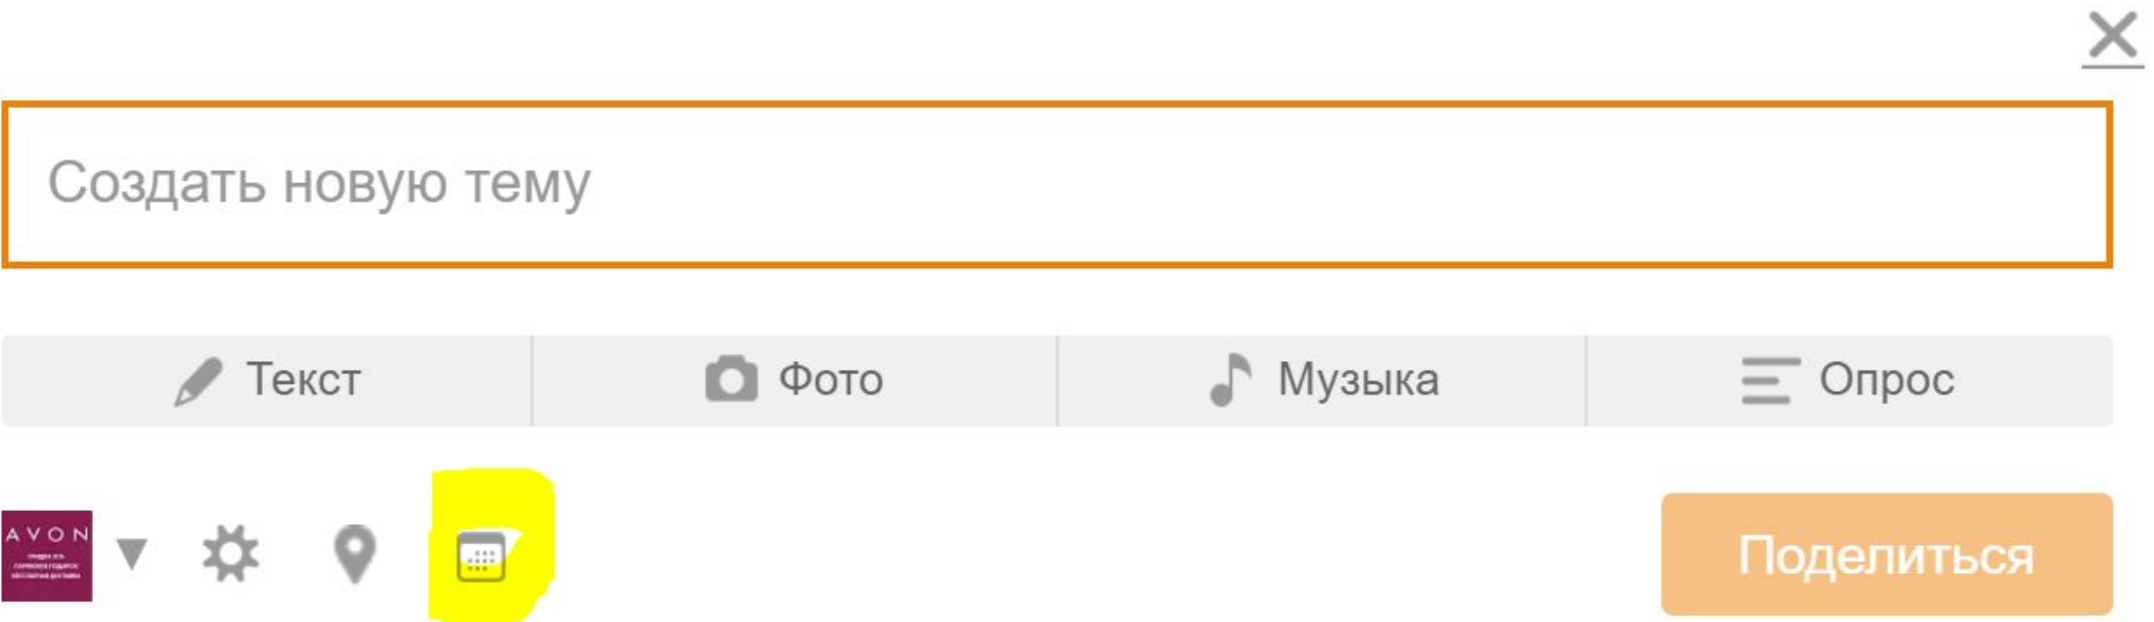 Создать новую тему
Текст
Фото
Музыка
Опрос
AVON
Поделиться